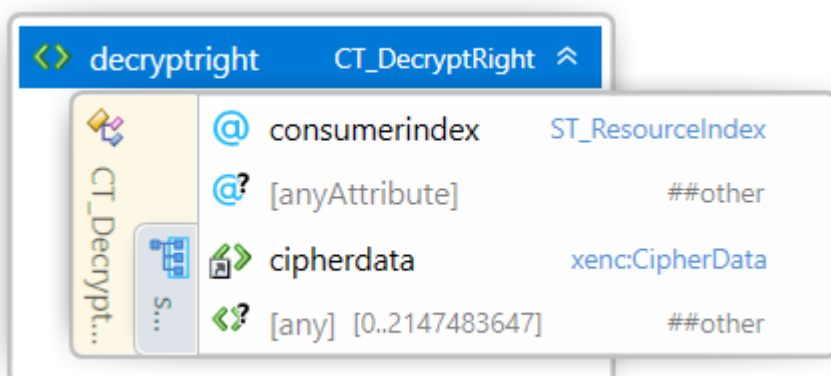 decryptright CT_DecryptRight
@ consumerindex ST_ResourceIndex
@? [anyAttribute] ##other
cipherdata xenc:CipherData
<>? [any] [0..2147483647] ##other
CT_Decrypt...
S...